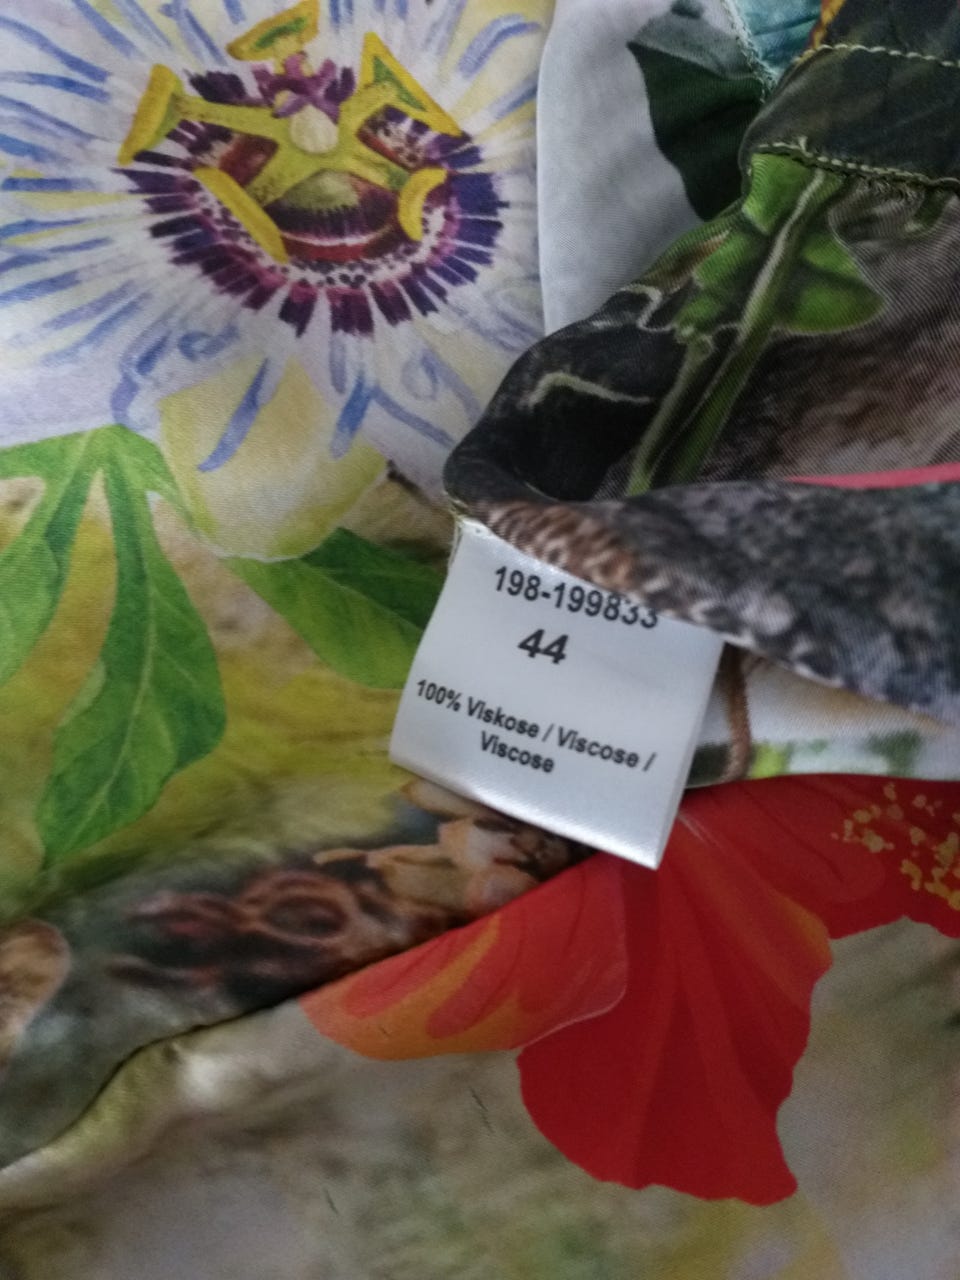 198-199833
44
100% Viskose / Viscose /
Viscose